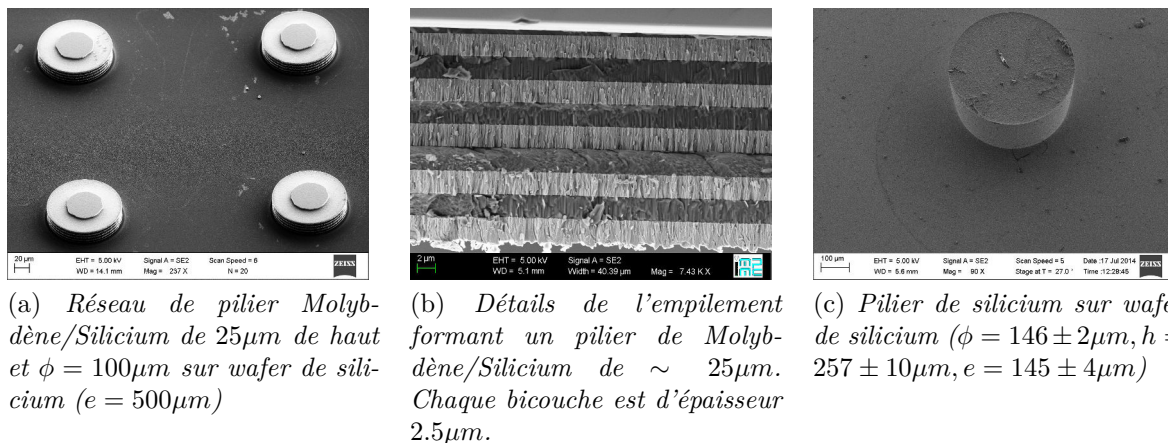 20 µm
EHT = 5.00 kV
Signal A = SE2
Scan Speed = 6
WD = 14.1 mm
Mag = 237 X
N = 20
ZEISS
2 µm
EHT = 5.00 kV
Signal A = SE2
WD = 5.1 mm
Width = 40.39 µm
Mag = 7.43 K X
100 µm
EHT = 5.00 kV
Signal A = SE2
Scan Speed = 5
Date :17 Jul 2014
WD = 5.6 mm
Mag = 90 X
Stage at T = 27.0 °
Time :12:28:45
ZEISS
(a) Réseau de pilier Molyb-
dène/Silicium de 25µm de haut
et ϕ = 100µm sur wafer de sili-
cium (e = 500µm)
(b) Détails de l'empilement
formant un pilier de Molyb-
dène/Silicium de ∼ 25µm.
Chaque bicouche est d'épaisseur
2.5µm.
(c) Pilier de silicium sur wafe
de silicium (ϕ = 146 ± 2µm, h =
257 ± 10µm, e = 145 ± 4µm)